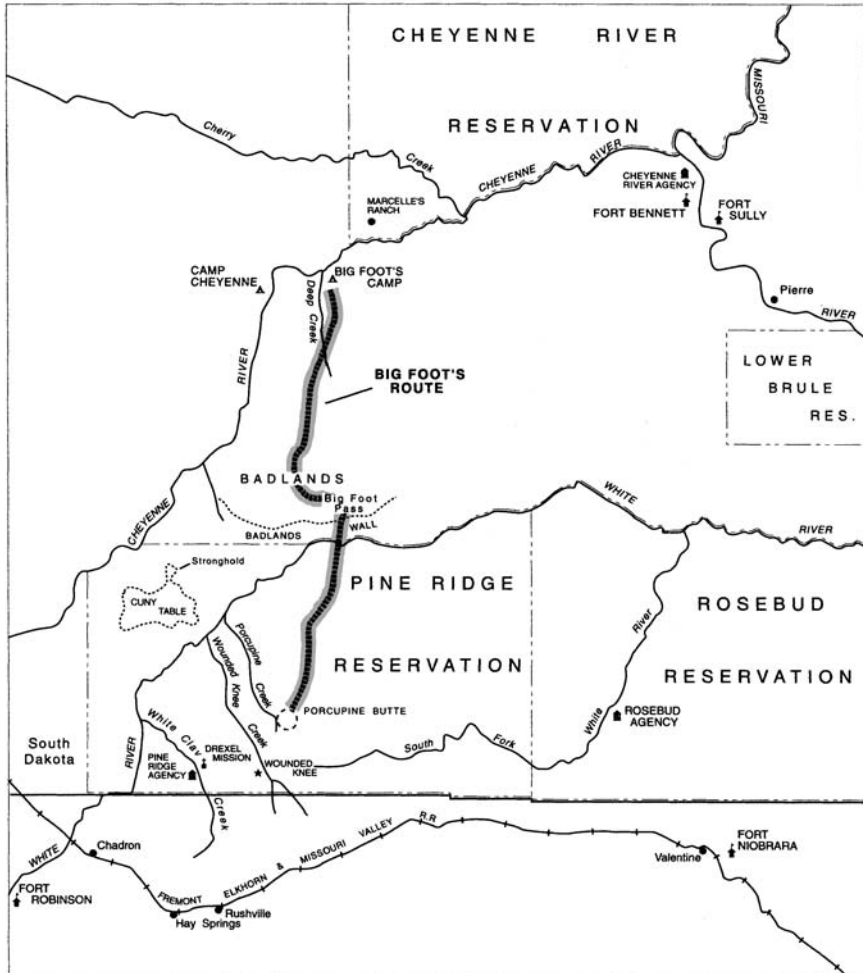 CHEYENNE RIVER
RESERVATION
MISSOURI
Cherry
Creek
CHEYENNE
RIVER
MARCELLE'S
RANCH
CHEYENNE
RIVER AGENCY
FORT BENNETT
FORT
SULLY
CAMP
CHEYENNE
BIG FOOT'S
CAMP
Deep
Creek
Pierre
RIVER
RIVER
LOWER
BRULE
RES.
BIG FOOT'S
ROUTE
BADLANDS
Big Foot
Pass
CHEYENNE
BADLANDS
WALL
WHITE
RIVER
Stronghold
CUNY
TABLE
PINE RIDGE
RESERVATION
ROSEBUD
RESERVATION
River
White
Porcupine
Creek
Wounded Knee
Creek
PORCUPINE BUTTE
ROSEBUD
AGENCY
South
Fork
White Clay
Creek
DREXEL
MISSION
PINE RIDGE
AGENCY
WOUNDED
KNEE
South
Dakota
RIVER
WHITE
Chadron
FORT
ROBINSON
FREMONT
ELKHORN & MISSOURI VALLEY R.R
Hay Springs
Rushville
Valentine
FORT
NIOBRARA